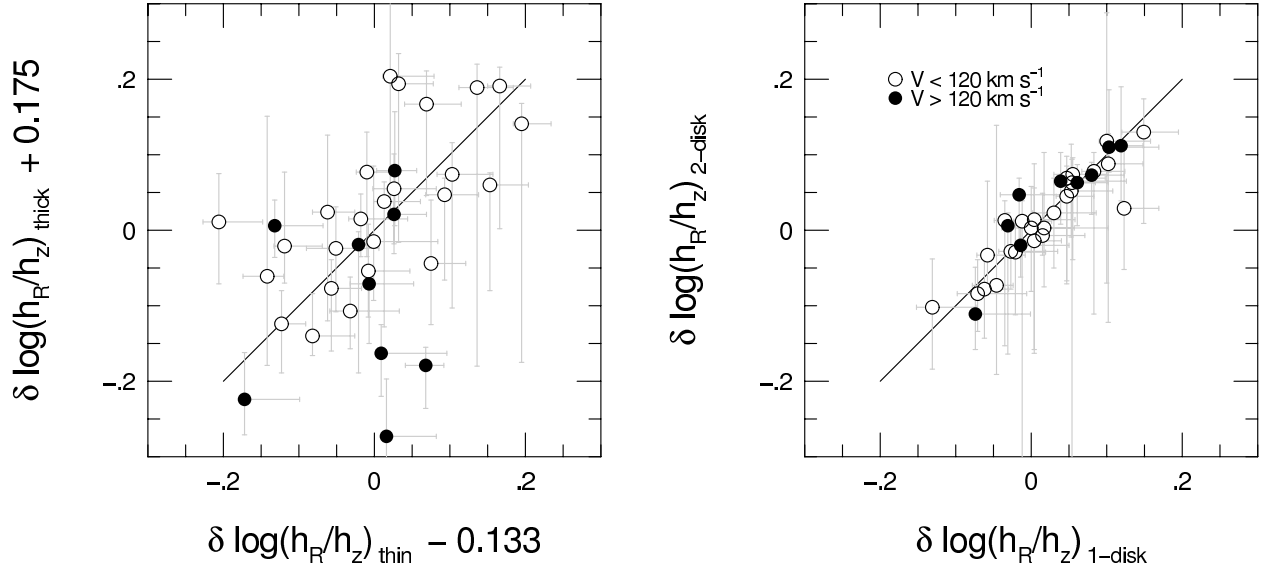 δ log(h_R/h_z)_thick + 0.175
.2
0
-.2
-.2 0 .2
δ log(h_R/h_z)_thin − 0.133
δ log(h_R/h_z)_2−disk
.2
0
-.2
V < 120 km s⁻¹
V > 120 km s⁻¹
-.2 0 .2
δ log(h_R/h_z)_1−disk